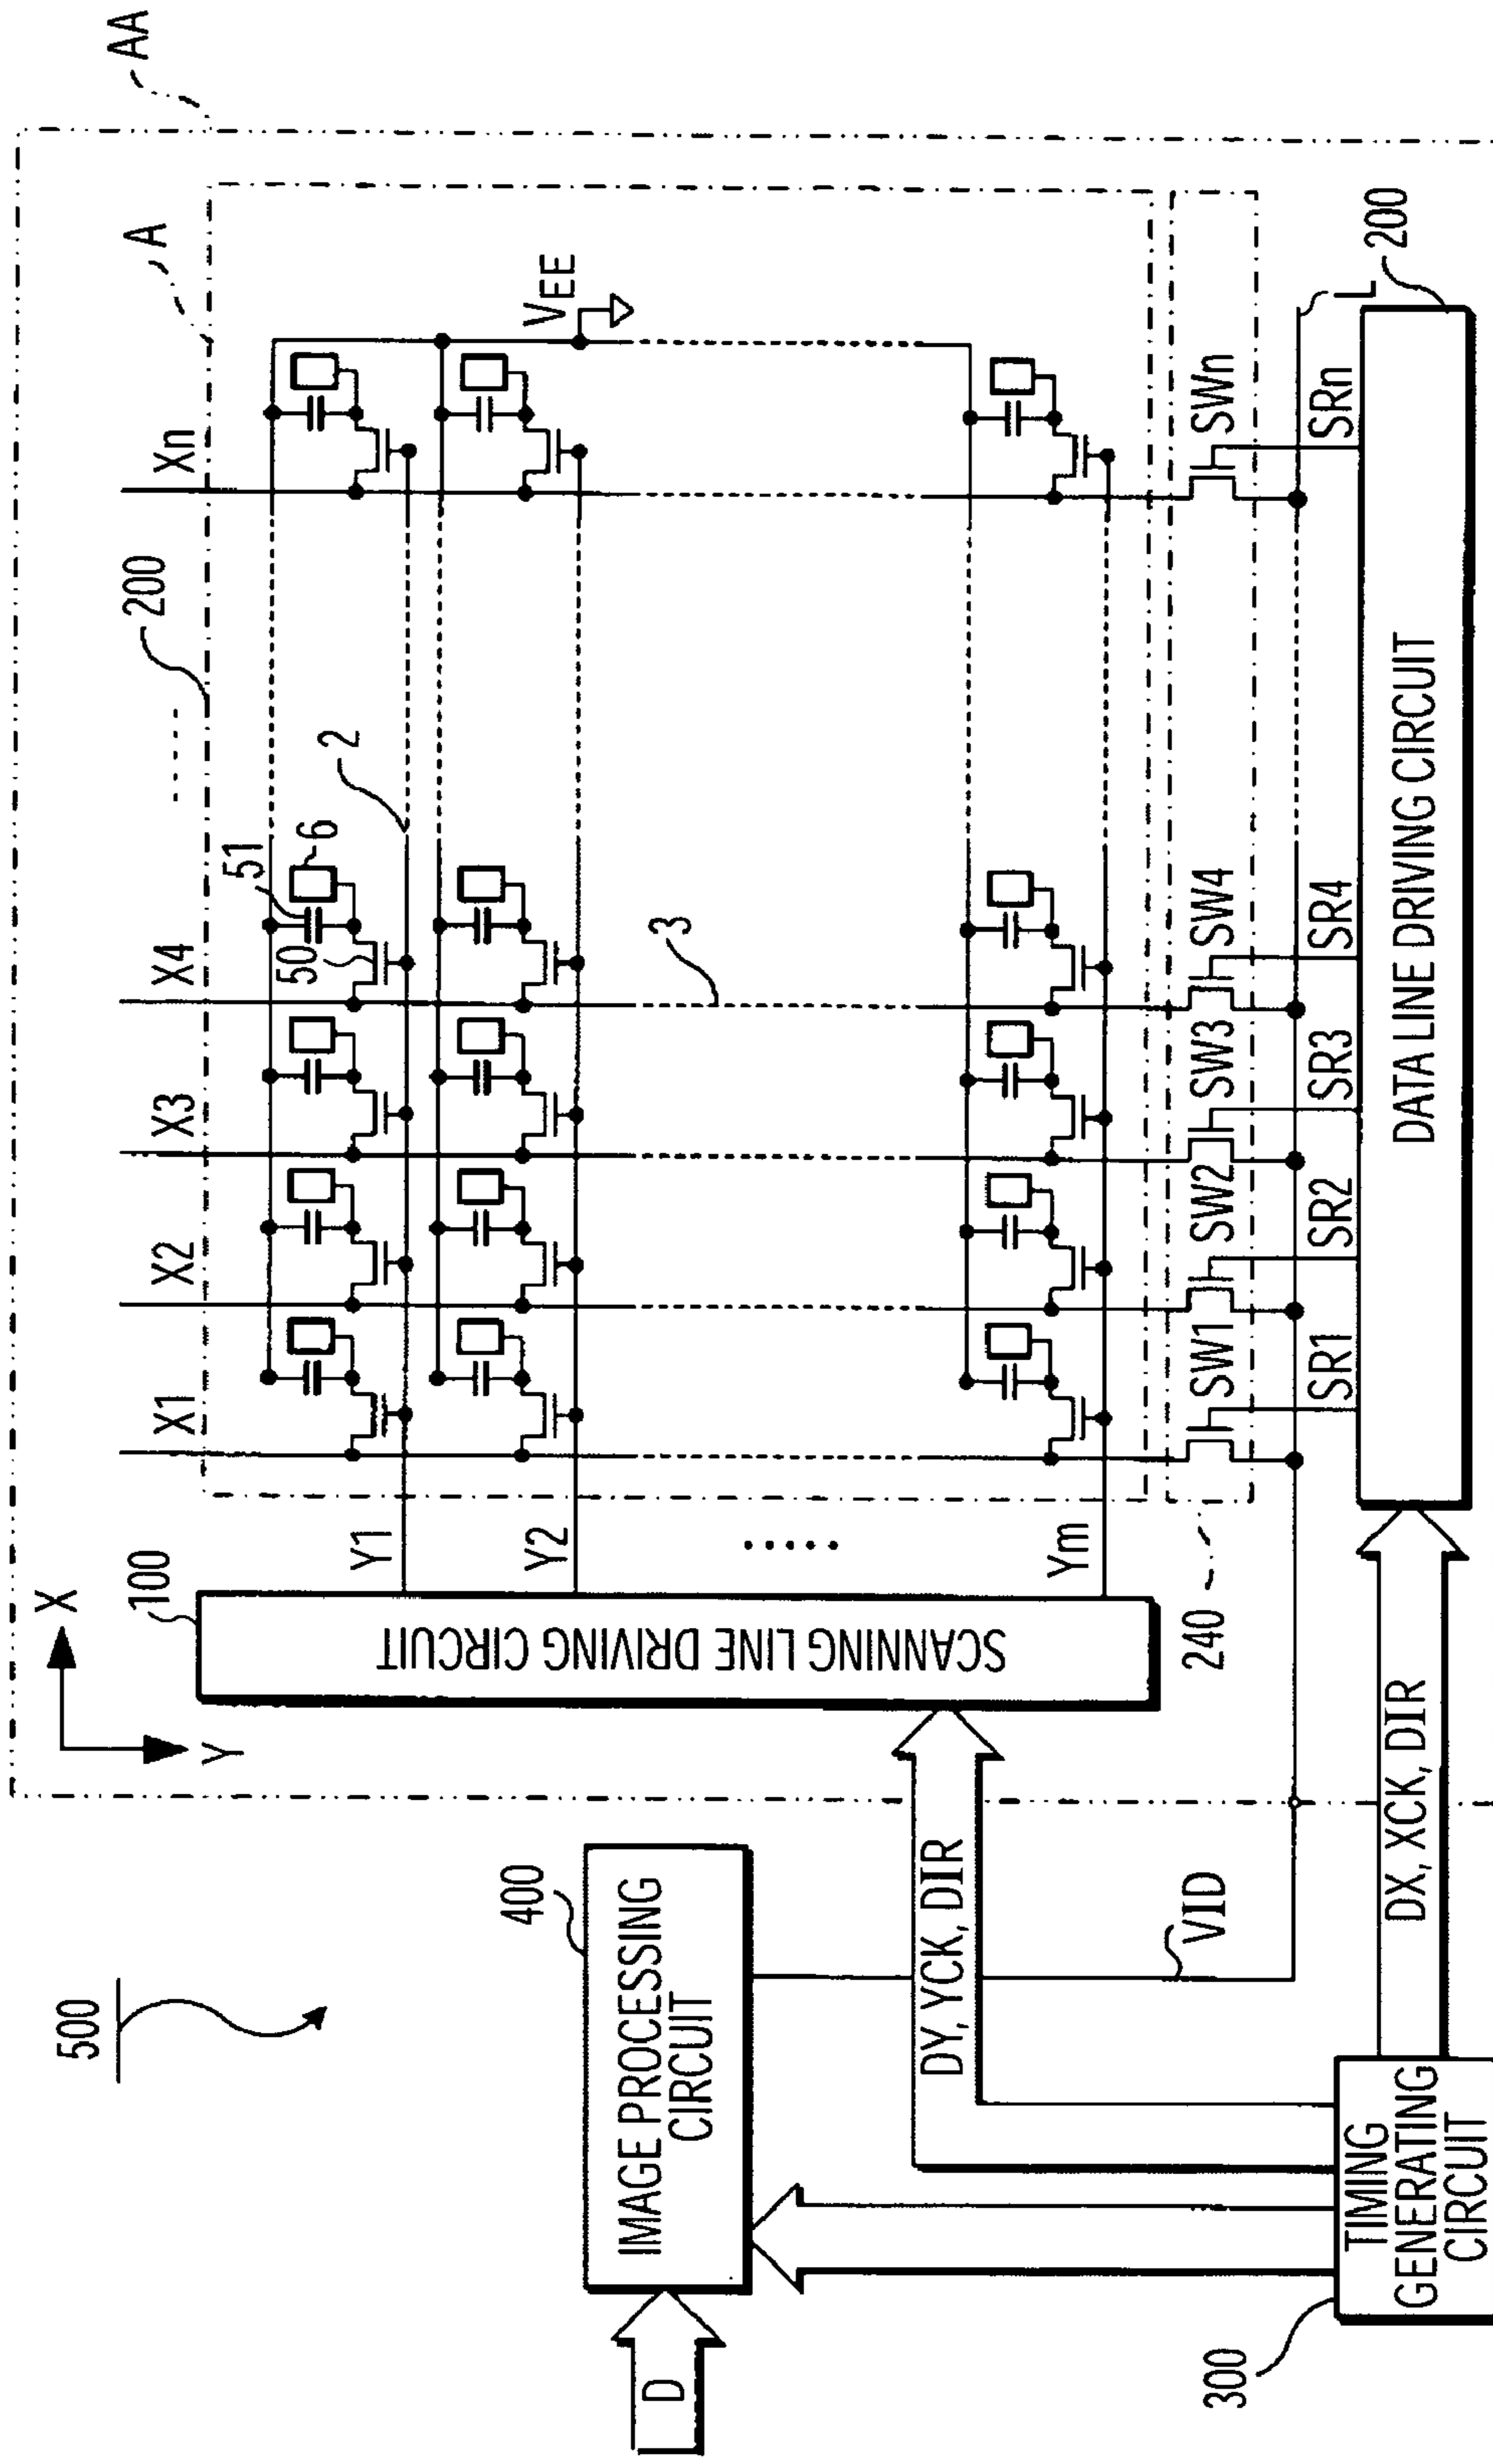 500
AA
A
200
.....
X
Y
100
X1
X2
X3
X4
Xn
51
6
50
2
VEE
Y1
Y2
.....
Ym
3
SCANNING LINE DRIVING CIRCUIT
400
IMAGE PROCESSING
CIRCUIT
D
DY, YCK, DIR
VID
240
SW1
SW2
SW3
SW4
SWn
SR1
SR2
SR3
SR4
SRn
L
200
DATA LINE DRIVING CIRCUIT
DX, XCK, DIR
300
TIMING
GENERATING
CIRCUIT